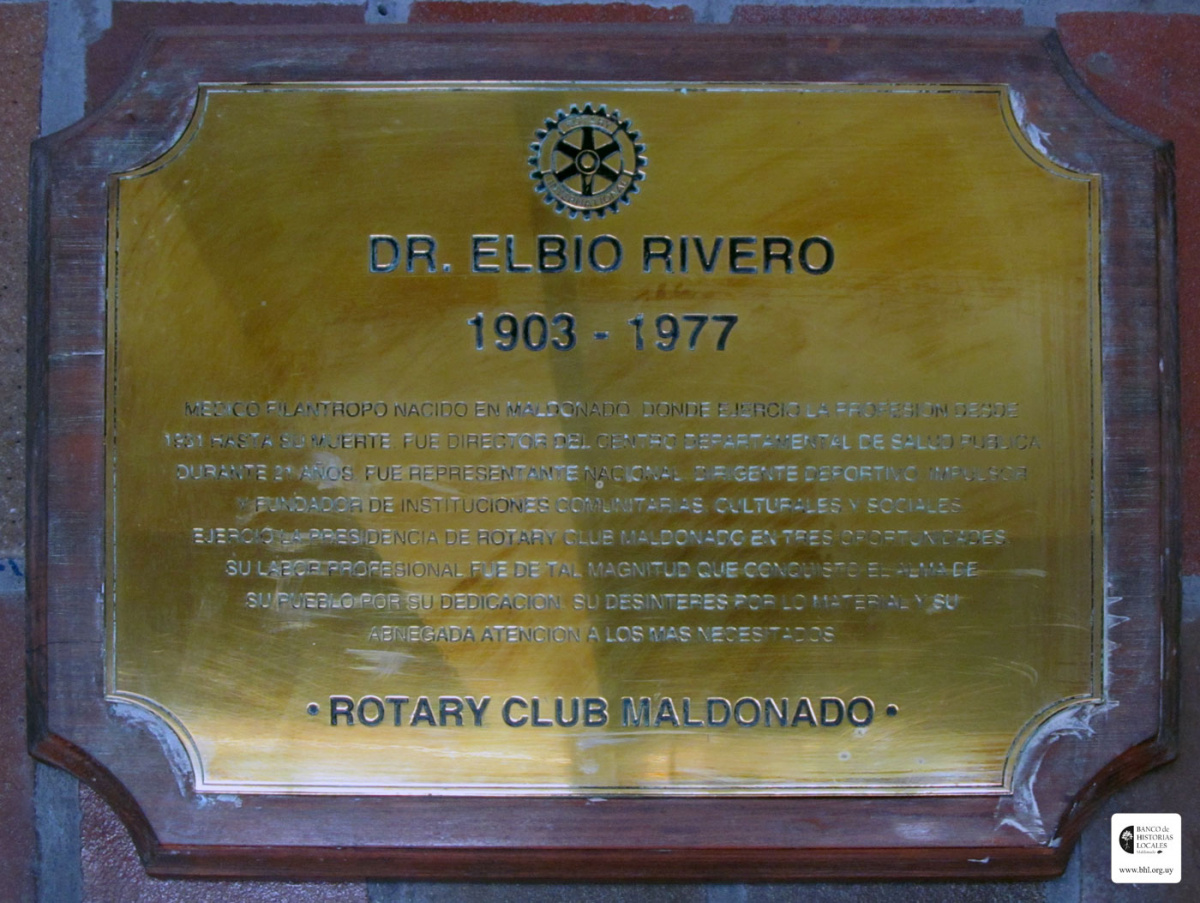 ROTARY
INTERNATIONAL
DR. ELBIO RIVERO
1903 - 1977
MEDICO FILANTROPO NACIDO EN MALDONADO, DONDE EJERCIO LA PROFESION DESDE
1931 HASTA SU MUERTE. FUE DIRECTOR DEL CENTRO DEPARTAMENTAL DE SALUD PUBLICA
DURANTE 31 AÑOS. FUE REPRESENTANTE NACIONAL, DIRIGENTE DEPORTIVO, IMPULSOR
Y FUNDADOR DE INSTITUCIONES COMUNITARIAS, CULTURALES Y SOCIALES.
EJERCIO LA PRESIDENCIA DE ROTARY CLUB MALDONADO EN TRES OPORTUNIDADES.
SU LABOR PROFESIONAL FUE DE TAL MAGNITUD QUE CONQUISTO EL ALMA DE
SU PUEBLO POR SU DEDICACION, SU DESINTERES POR LO MATERIAL Y SU
ABNEGADA ATENCION A LOS MAS NECESITADOS
• ROTARY CLUB MALDONADO •
BANCO de
HISTORIAS
LOCALES
www.bhl.org.uy